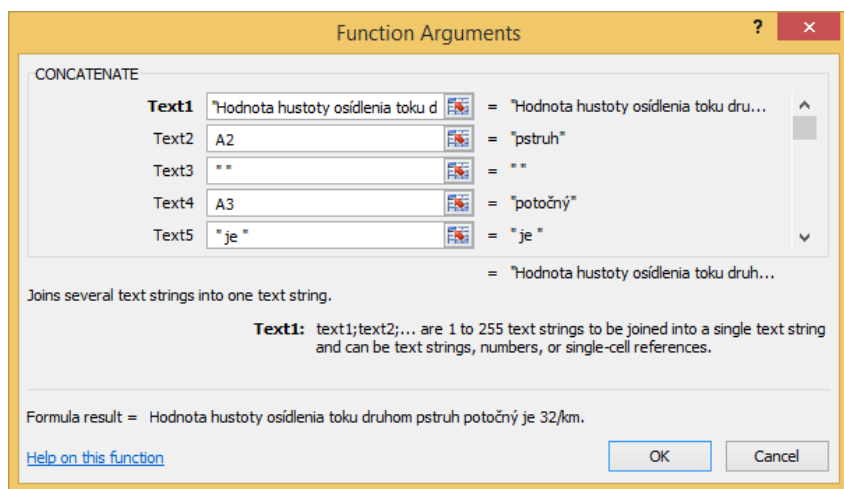 Function Arguments ? ×
CONCATENATE
Text1 "Hodnota hustoty osídlenia toku d = "Hodnota hustoty osídlenia toku dru...
Text2 A2 = "pstruh"
Text3 " " = " "
Text4 A3 = "potočný"
Text5 " je " = " je "
= "Hodnota hustoty osídlenia toku druh...
Joins several text strings into one text string.
Text1: text1;text2;... are 1 to 255 text strings to be joined into a single text string
and can be text strings, numbers, or single-cell references.
Formula result = Hodnota hustoty osídlenia toku druhom pstruh potočný je 32/km.
Help on this function OK Cancel